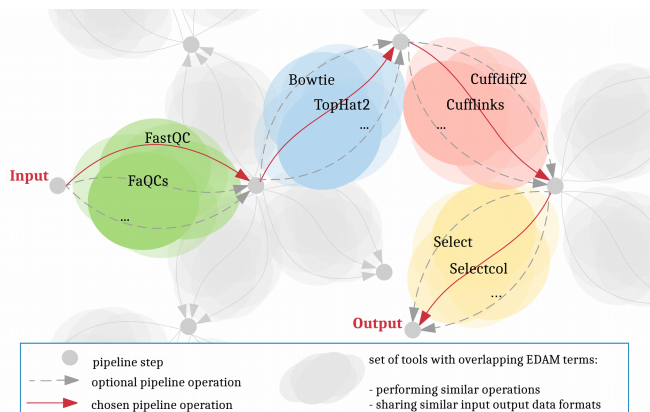 FastQC
Input
FaQCs
...
Bowtie
TopHat2
...
Cuffdiff2
Cufflinks
...
Select
Selectcol
...
Output
pipeline step
optional pipeline operation
chosen pipeline operation
set of tools with overlapping EDAM terms:
- performing similar operations
- sharing similar input output data formats